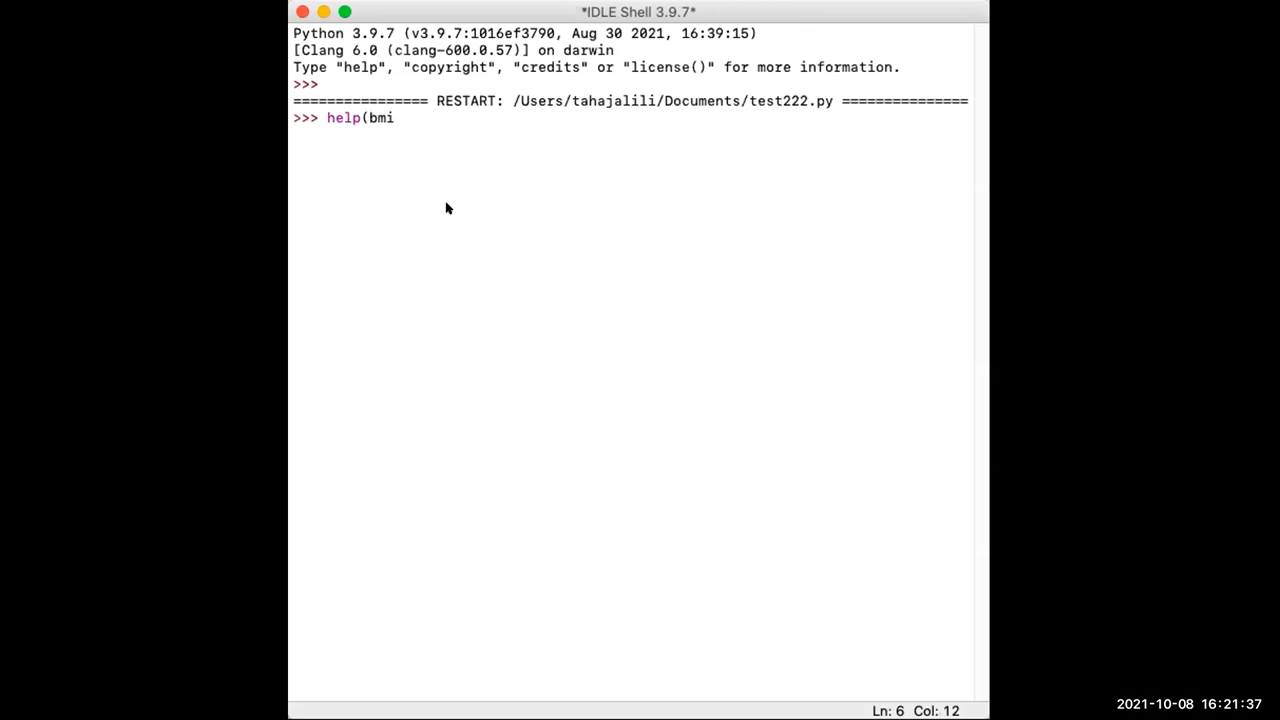 *IDLE Shell 3.9.7*
Python 3.9.7 (v3.9.7:1016ef3790, Aug 30 2021, 16:39:15)
[Clang 6.0 (clang-600.0.57)] on darwin
Type "help", "copyright", "credits" or "license()" for more information.
>>>
================ RESTART: /Users/tahajalili/Documents/test222.py ===============
>>> help(bmi
Ln: 6 Col: 12
2021-10-08 16:21:37